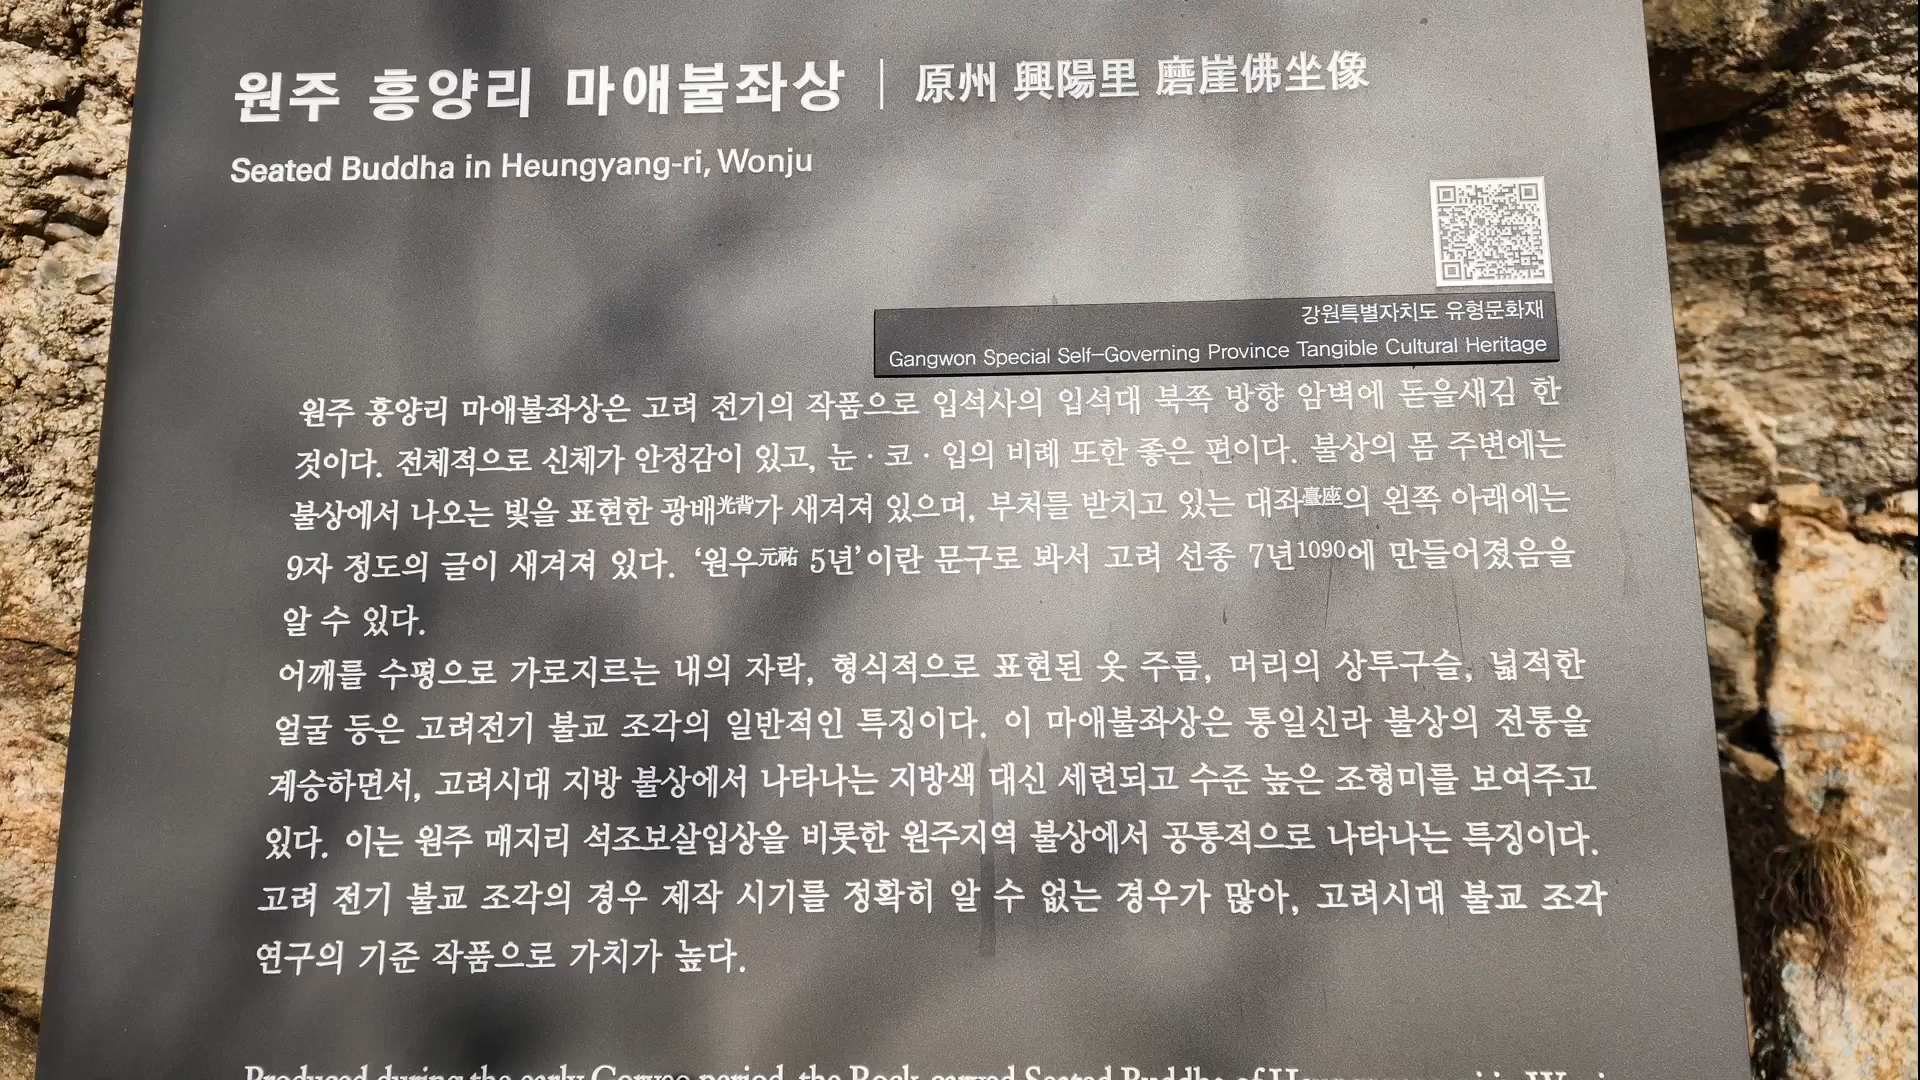 원주 흥양리 마애불좌상 | 原州 興陽里 磨崖佛坐像
Seated Buddha in Heungyang-ri, Wonju
강원특별자치도 유형문화재
Gangwon Special Self-Governing Province Tangible Cultural Heritage
원주 흥양리 마애불좌상은 고려 전기의 작품으로 입석사의 입석대 북쪽 방향 암벽에 돋을새김 한
것이다. 전체적으로 신체가 안정감이 있고, 눈·코·입의 비례 또한 좋은 편이다. 불상의 몸 주변에는
불상에서 나오는 빛을 표현한 광배光背가 새겨져 있으며, 부처를 받치고 있는 대좌臺座의 왼쪽 아래에는
9자 정도의 글이 새겨져 있다. ‘원우元祐 5년’이란 문구로 봐서 고려 선종 7년1090에 만들어졌음을
알 수 있다.
어깨를 수평으로 가로지르는 내의 자락, 형식적으로 표현된 옷 주름, 머리의 상투구슬, 넓적한
얼굴 등은 고려전기 불교 조각의 일반적인 특징이다. 이 마애불좌상은 통일신라 불상의 전통을
계승하면서, 고려시대 지방 불상에서 나타나는 지방색 대신 세련되고 수준 높은 조형미를 보여주고
있다. 이는 원주 매지리 석조보살입상을 비롯한 원주지역 불상에서 공통적으로 나타나는 특징이다.
고려 전기 불교 조각의 경우 제작 시기를 정확히 알 수 없는 경우가 많아, 고려시대 불교 조각
연구의 기준 작품으로 가치가 높다.
Produced during the early Goryeo period, the Rock-carved Seated Buddha of